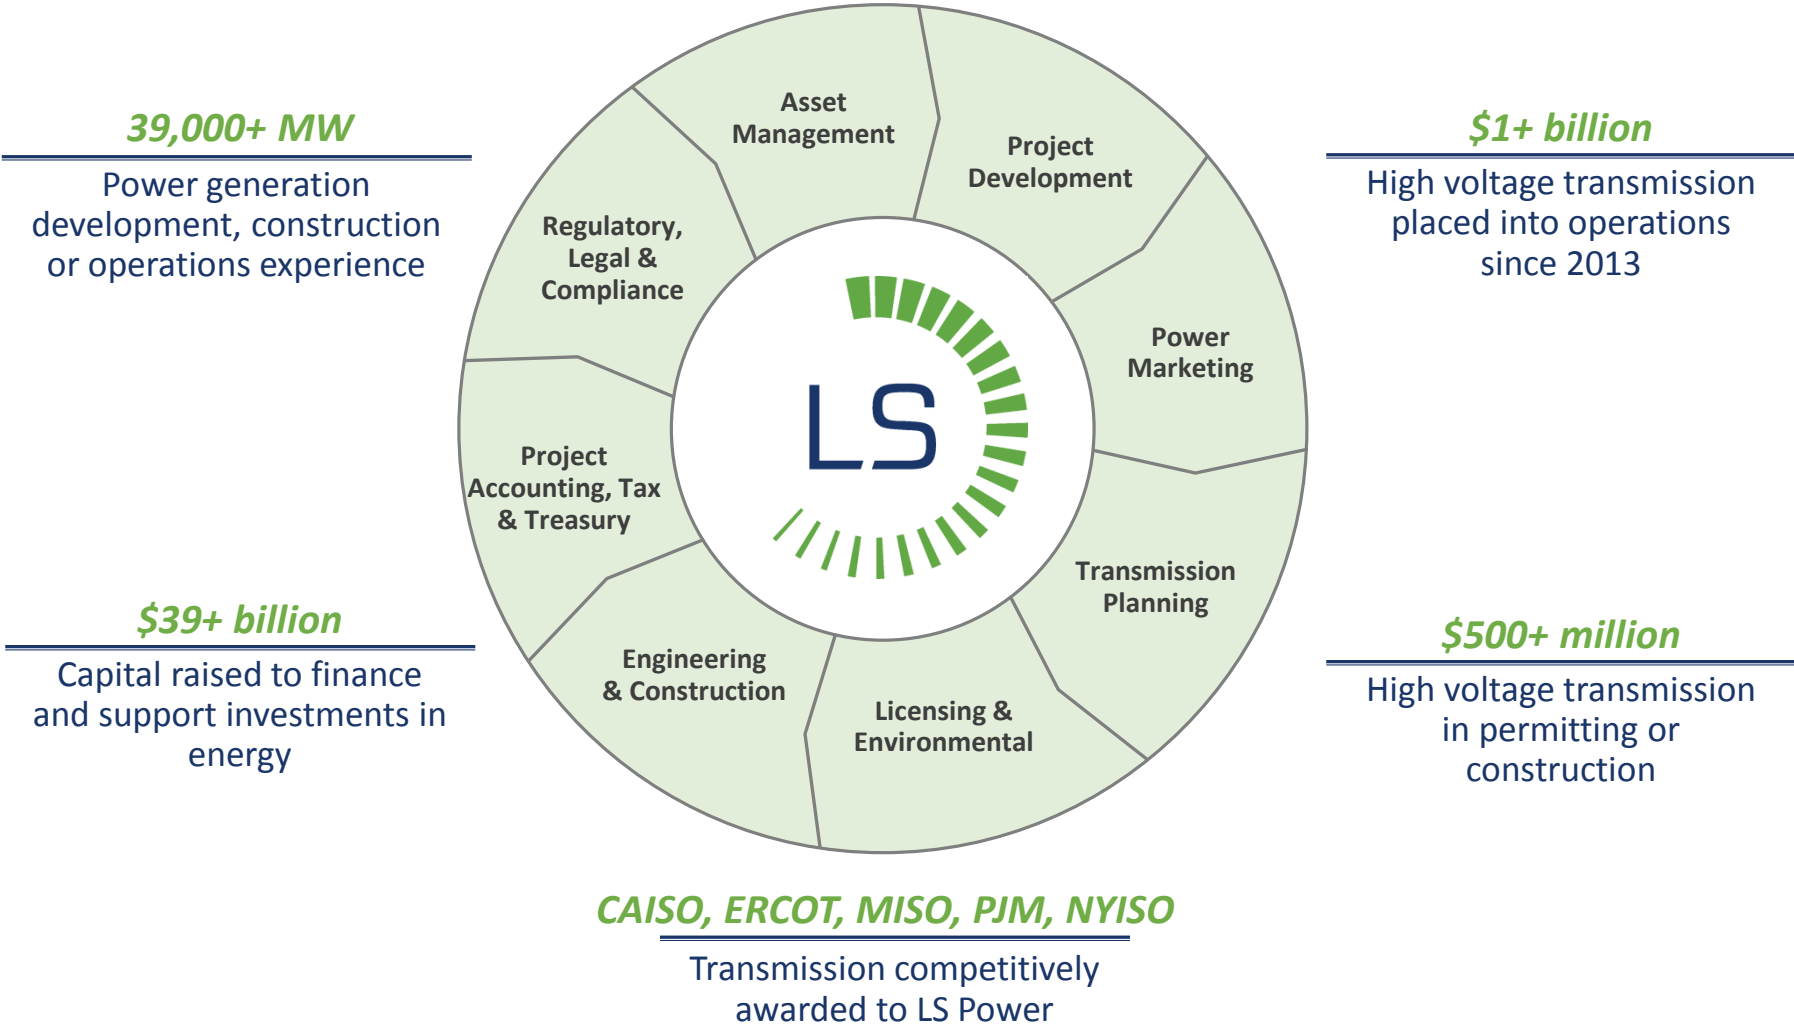 39,000+ MW
Power generation
development, construction
or operations experience
$39+ billion
Capital raised to finance
and support investments in
energy
Asset
Management
Project
Development
Power
Marketing
Transmission
Planning
Licensing &
Environmental
Engineering
& Construction
Project
Accounting, Tax
& Treasury
Regulatory,
Legal &
Compliance
LS
$1+ billion
High voltage transmission
placed into operations
since 2013
$500+ million
High voltage transmission
in permitting or
construction
CAISO, ERCOT, MISO, PJM, NYISO
Transmission competitively
awarded to LS Power